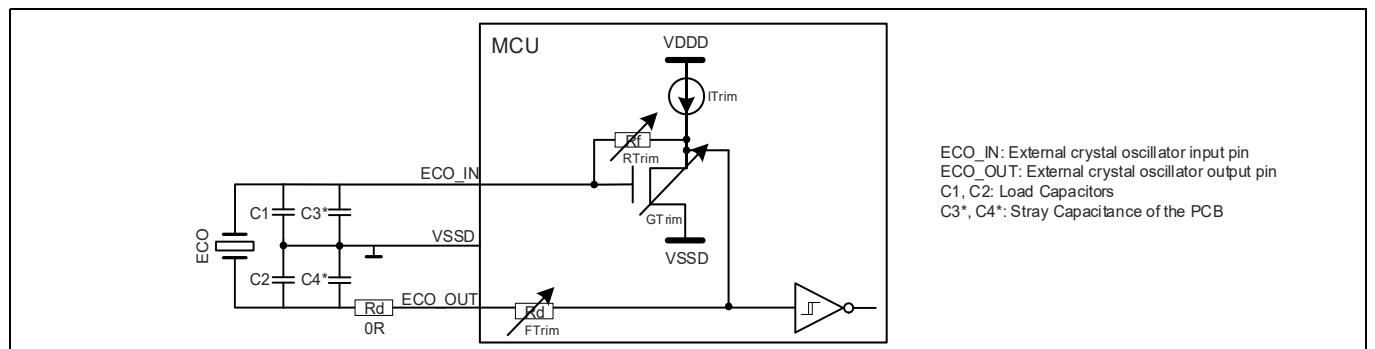 MCU
VDDD
ITrim
Rf
RTrim
ECO_IN
C1
C3*
GTrim
VSSD
VSSD
ECO
C2
C4*
ECO_OUT
Rd
0R
Rd
FTrim
ECO_IN: External crystal oscillator input pin
ECO_OUT: External crystal oscillator output pin
C1, C2: Load Capacitors
C3*, C4*: Stray Capacitance of the PCB